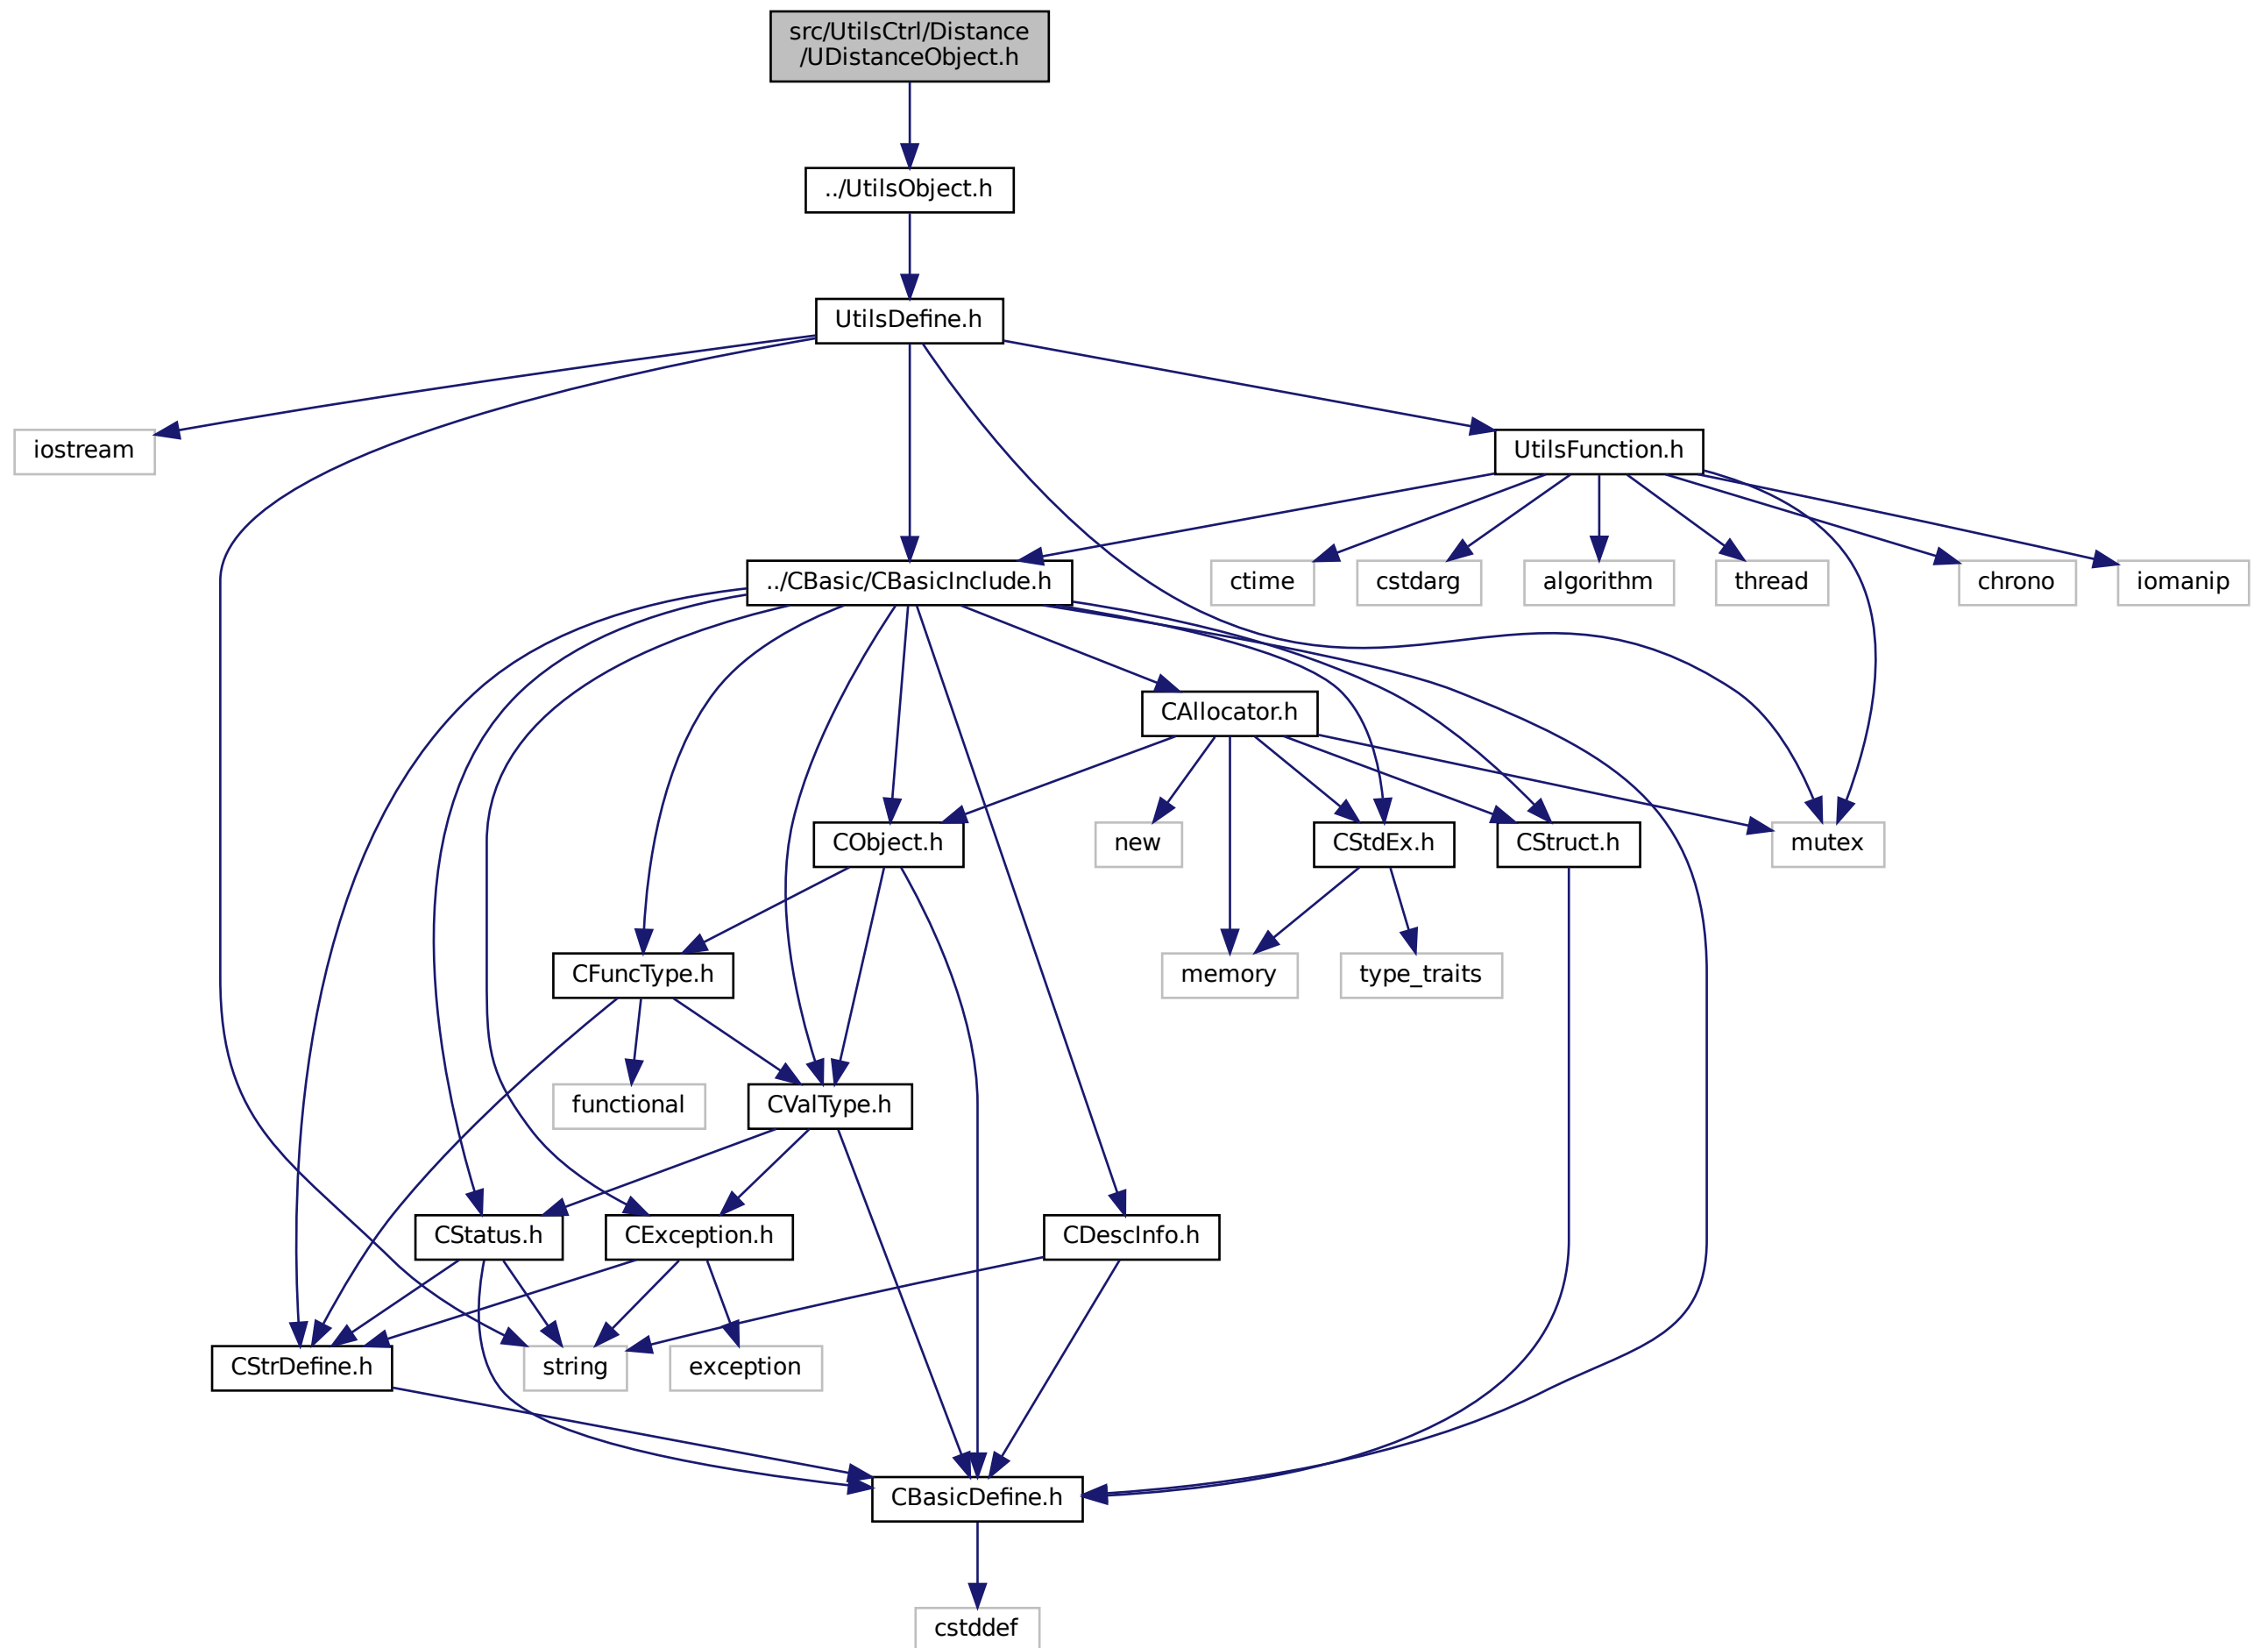 src/UtilsCtrl/Distance
/UDistanceObject.h
../UtilsObject.h
UtilsDefine.h
iostream
UtilsFunction.h
../CBasic/CBasicInclude.h
ctime
cstdarg
algorithm
thread
chrono
iomanip
CAllocator.h
CObject.h
new
CStdEx.h
CStruct.h
mutex
CFuncType.h
memory
type_traits
functional
CValType.h
CStatus.h
CException.h
CDescInfo.h
CStrDefine.h
string
exception
CBasicDefine.h
cstddef